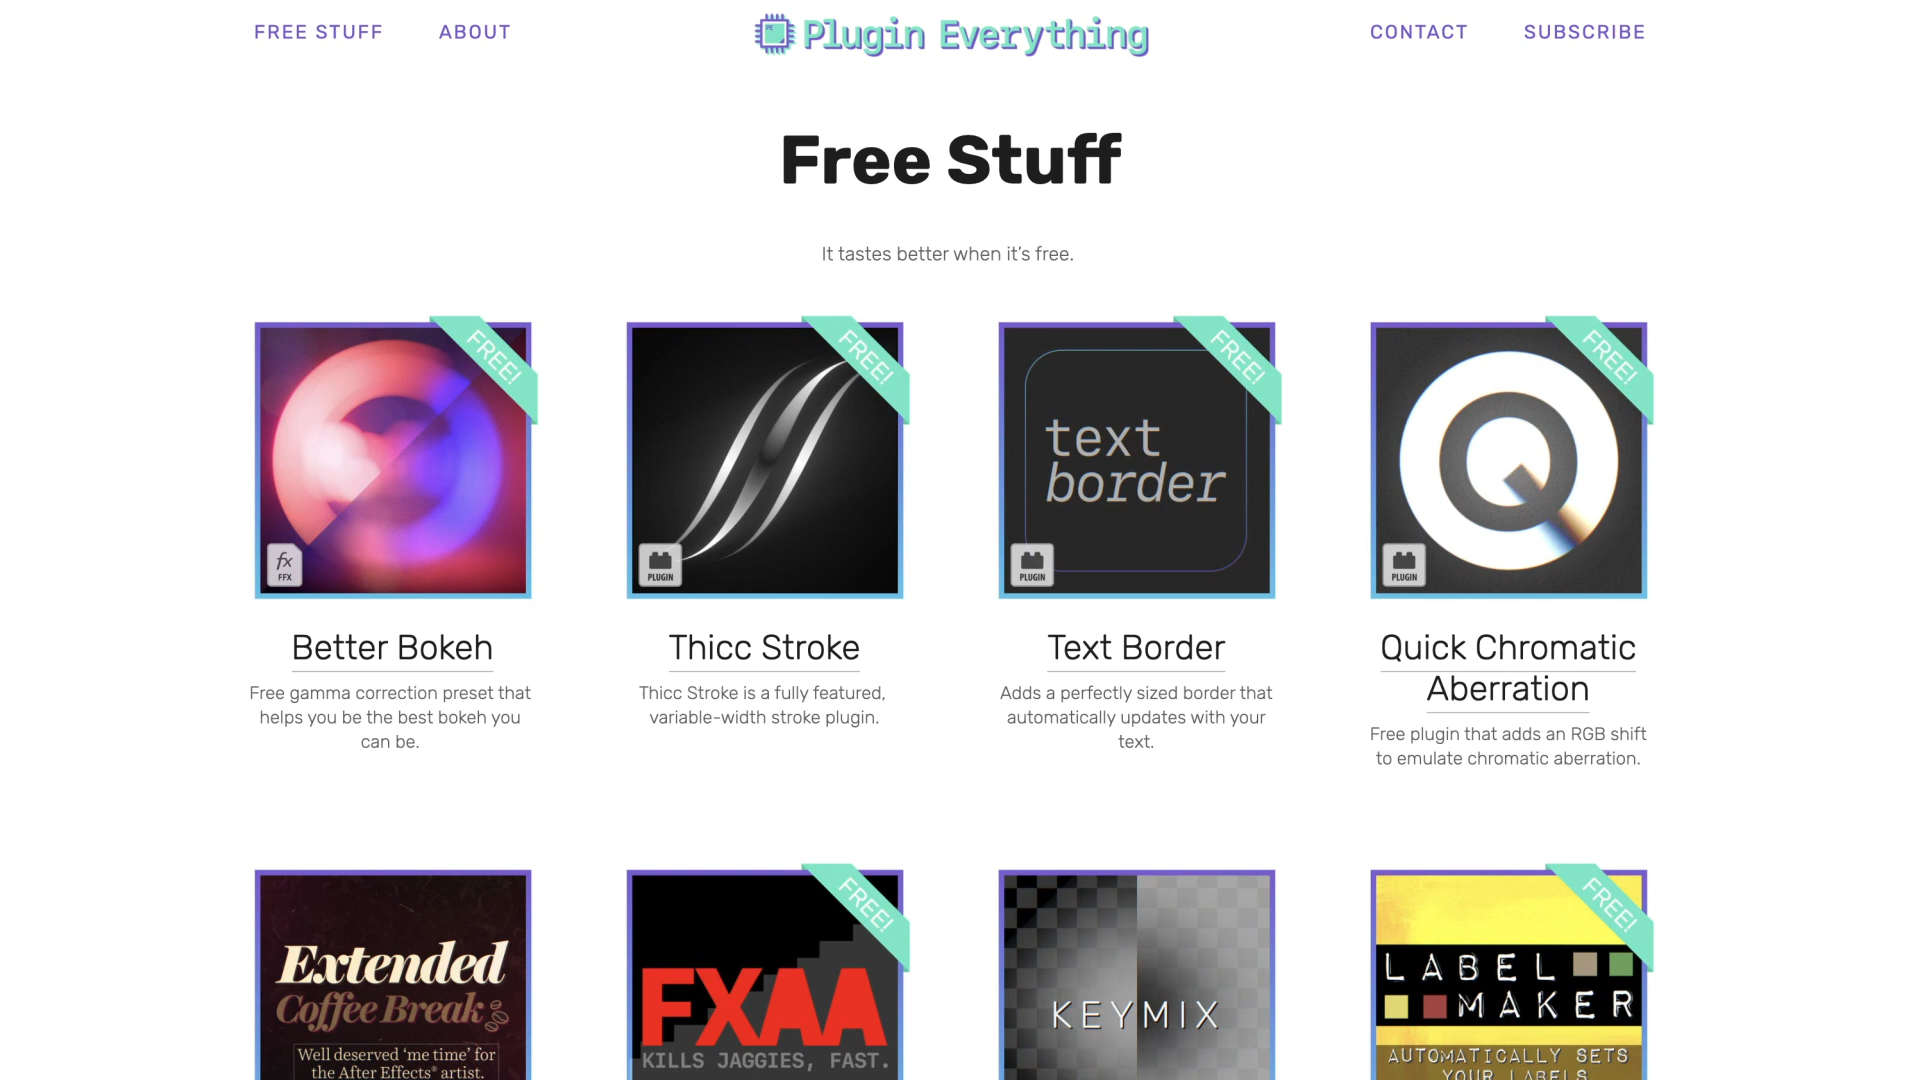 FREE STUFF
ABOUT
Plugin Everything
CONTACT
SUBSCRIBE
Free Stuff
It tastes better when it's free.
FREE!
FX
FFX
FREE!
PLUGIN
text
border
FREE!
PLUGIN
FREE!
PLUGIN
Better Bokeh
Free gamma correction preset that
helps you be the best bokeh you
can be.
Thicc Stroke
Thicc Stroke is a fully featured,
variable-width stroke plugin.
Text Border
Adds a perfectly sized border that
automatically updates with your
text.
Quick Chromatic
Aberration
Free plugin that adds an RGB shift
to emulate chromatic aberration.
Extended
Coffee Break
Well deserved 'me time' for
the After Effects® artist.
FREE!
FXAA
KILLS JAGGIES, FAST.
KEYMIX
FREE!
LABEL
MAKER
AUTOMATICALLY SETS
YOUR LABELS